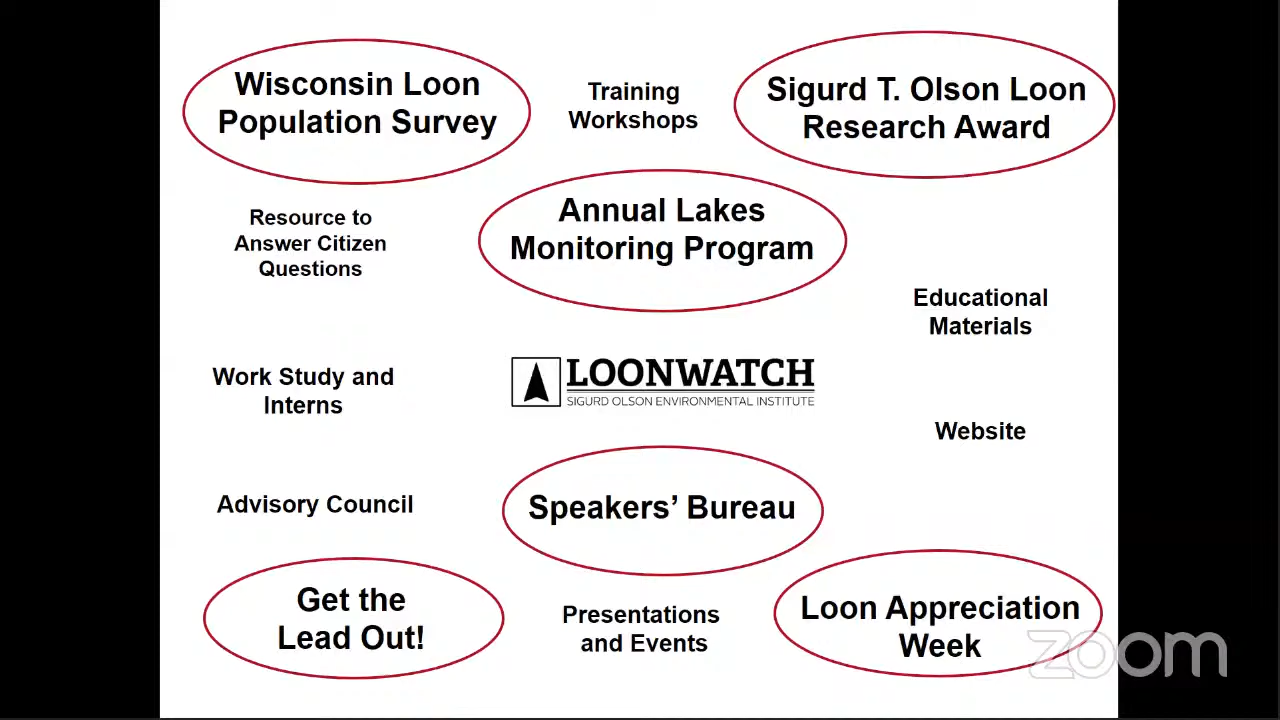 Wisconsin Loon
Population Survey
Training
Workshops
Sigurd T. Olson Loon
Research Award
Resource to
Answer Citizen
Questions
Annual Lakes
Monitoring Program
Educational
Materials
Work Study and
Interns
LOONWATCH
SIGURD OLSON ENVIRONMENTAL INSTITUTE
Website
Advisory Council
Speakers’ Bureau
Get the
Lead Out!
Presentations
and Events
Loon Appreciation
Week
zoom